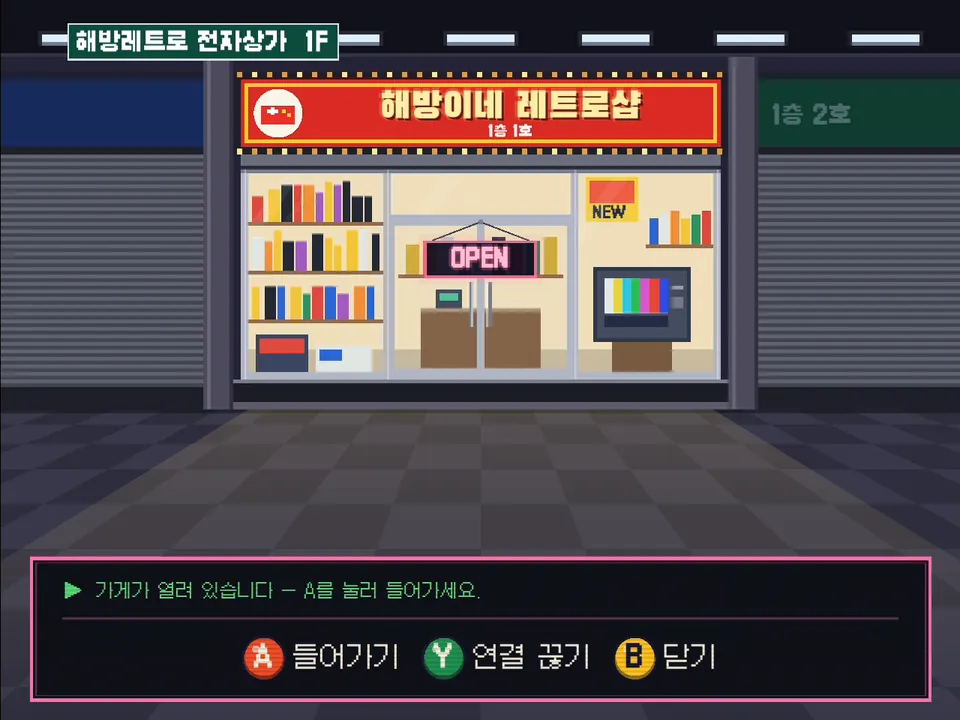 해방레트로 전자상가 1F
해방이네 레트로샵
1층 1호
1층 2호
NEW
OPEN
▶ 가게가 열려 있습니다 – A를 눌러 들어가세요.
A 들어가기 Y 연결 끊기 B 닫기